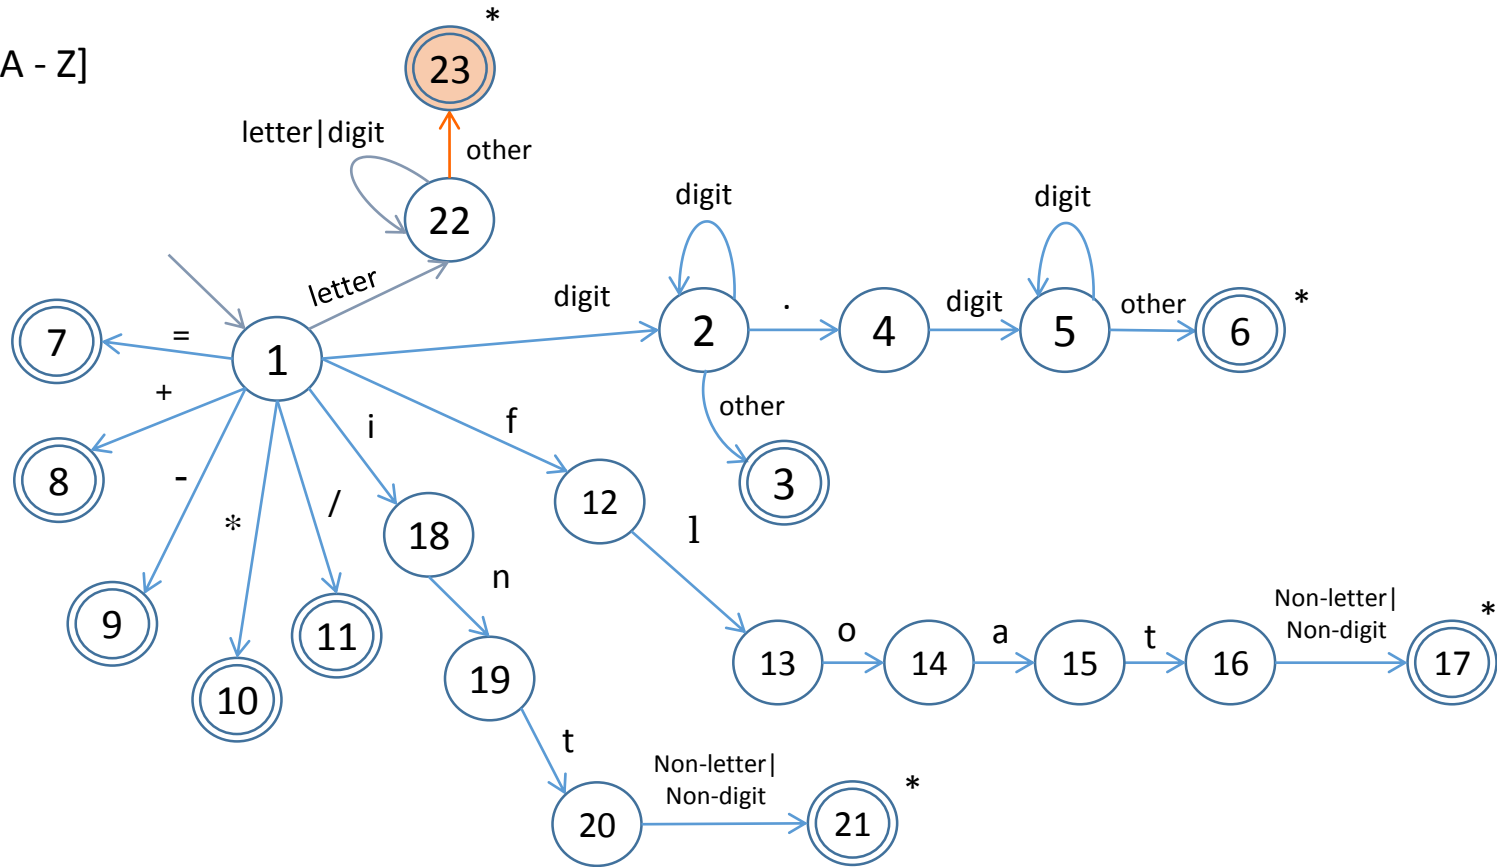 *
23
A - Z]
letter|digit
other
22
digit
digit
letter
digit
2
.
4
digit
5
other
6
*
7
=
1
+
other
i
f
8
-
*
/
18
12
3
l
n
9
11
10
19
13
o
14
a
15
t
16
Non-letter|
Non-digit
17
*
t
20
Non-letter|
Non-digit
21
*